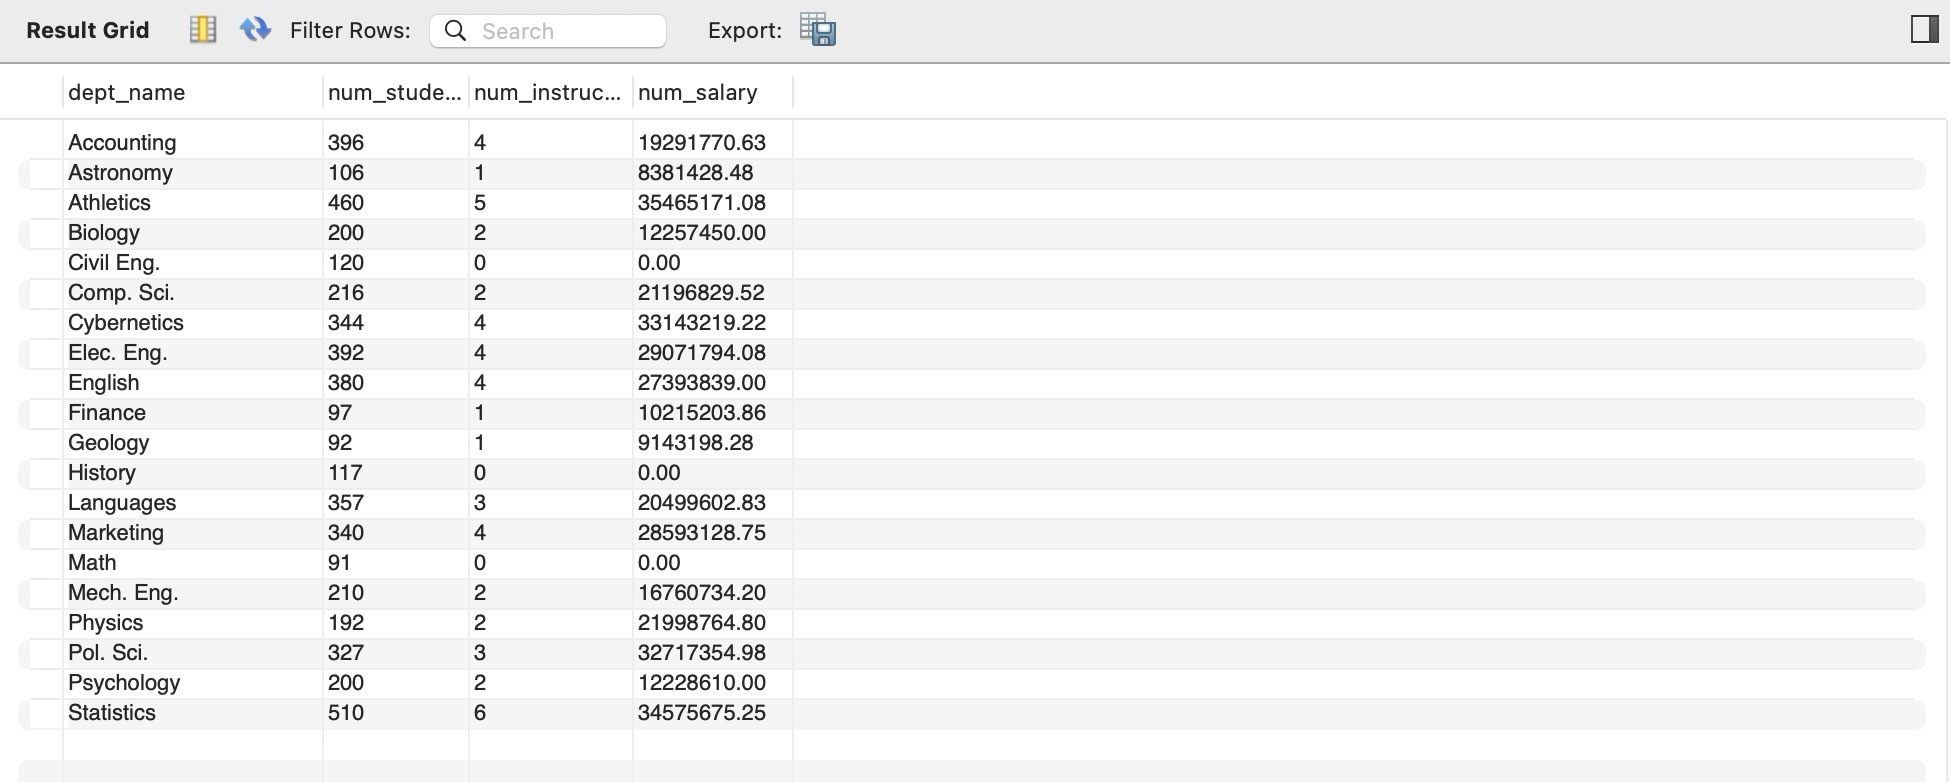 Result Grid Filter Rows: Search Export:
dept_name num_stude... num_instruc... num_salary
Accounting 396 4 19291770.63
Astronomy 106 1 8381428.48
Athletics 460 5 35465171.08
Biology 200 2 12257450.00
Civil Eng. 120 0 0.00
Comp. Sci. 216 2 21196829.52
Cybernetics 344 4 33143219.22
Elec. Eng. 392 4 29071794.08
English 380 4 27393839.00
Finance 97 1 10215203.86
Geology 92 1 9143198.28
History 117 0 0.00
Languages 357 3 20499602.83
Marketing 340 4 28593128.75
Math 91 0 0.00
Mech. Eng. 210 2 16760734.20
Physics 192 2 21998764.80
Pol. Sci. 327 3 32717354.98
Psychology 200 2 12228610.00
Statistics 510 6 34575675.25